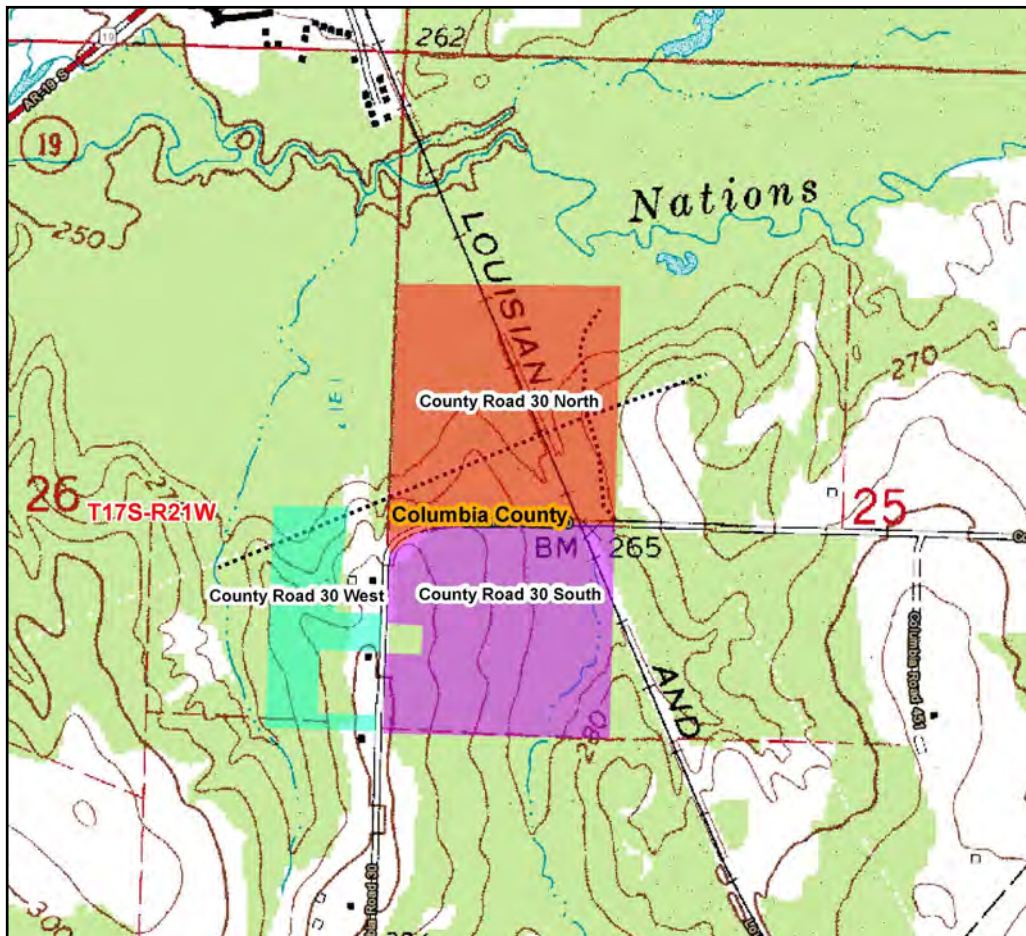 19
262
AR-19-S
19
Nations
250
LOUISIAN
270
County Road 30 North
26
T17S-R21W
25
Columbia County
BM
265
County Road 30 West
County Road 30 South
Columbia Road 451
AND
280
300